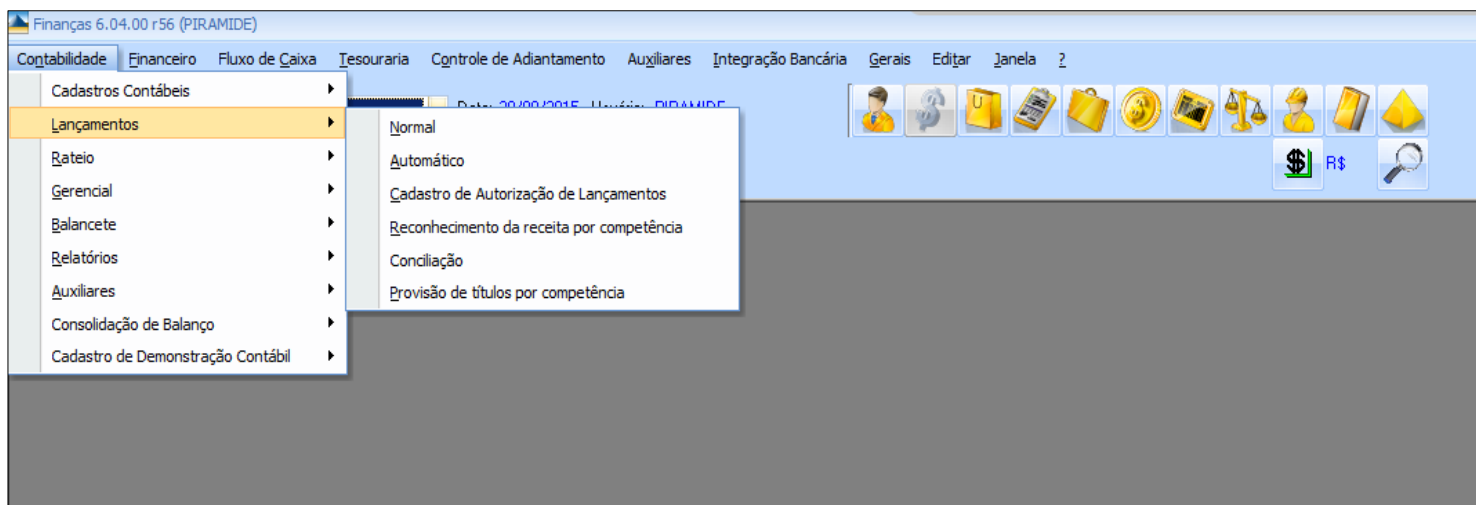 Finanças 6.04.00 r56 (PIRAMIDE)
Contabilidade Financeiro Fluxo de Caixa Tesouraria Controle de Adiantamento Auxiliares Integração Bancária Gerais Editar Janela ?
Cadastros Contábeis
Lançamentos
Rateio
Gerencial
Balancete
Relatórios
Auxiliares
Consolidação de Balanço
Cadastro de Demonstração Contábil
Normal
Automático
Cadastro de Autorização de Lançamentos
Reconhecimento da receita por competência
Conciliação
Provisão de títulos por competência
R$